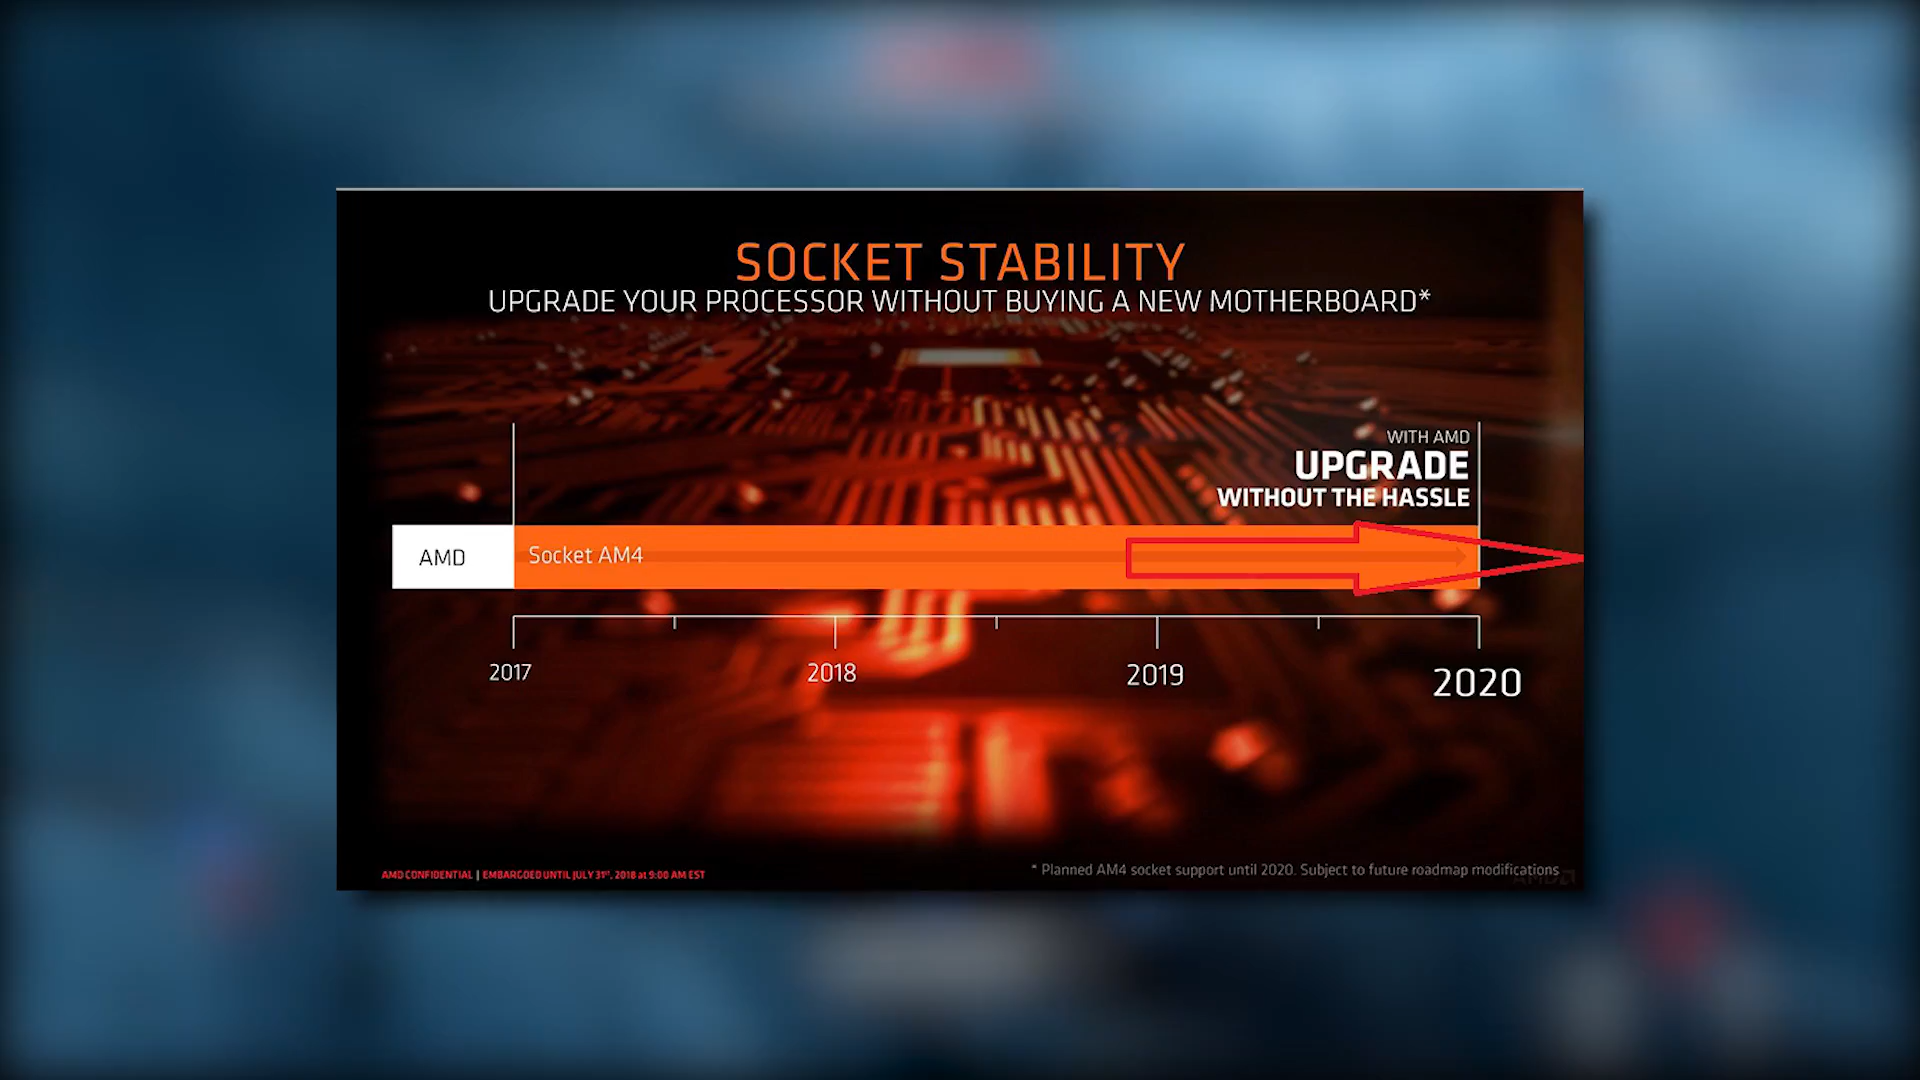 SOCKET STABILITY
UPGRADE YOUR PROCESSOR WITHOUT BUYING A NEW MOTHERBOARD*
WITH AMD
UPGRADE
WITHOUT THE HASSLE
AMD
Socket AM4
2017
2018
2019
2020
AMD CONFIDENTIAL | EMBARGOED UNTIL JULY 31st, 2018 at 9:00 AM EST
* Planned AM4 socket support until 2020. Subject to future roadmap modifications
AMD